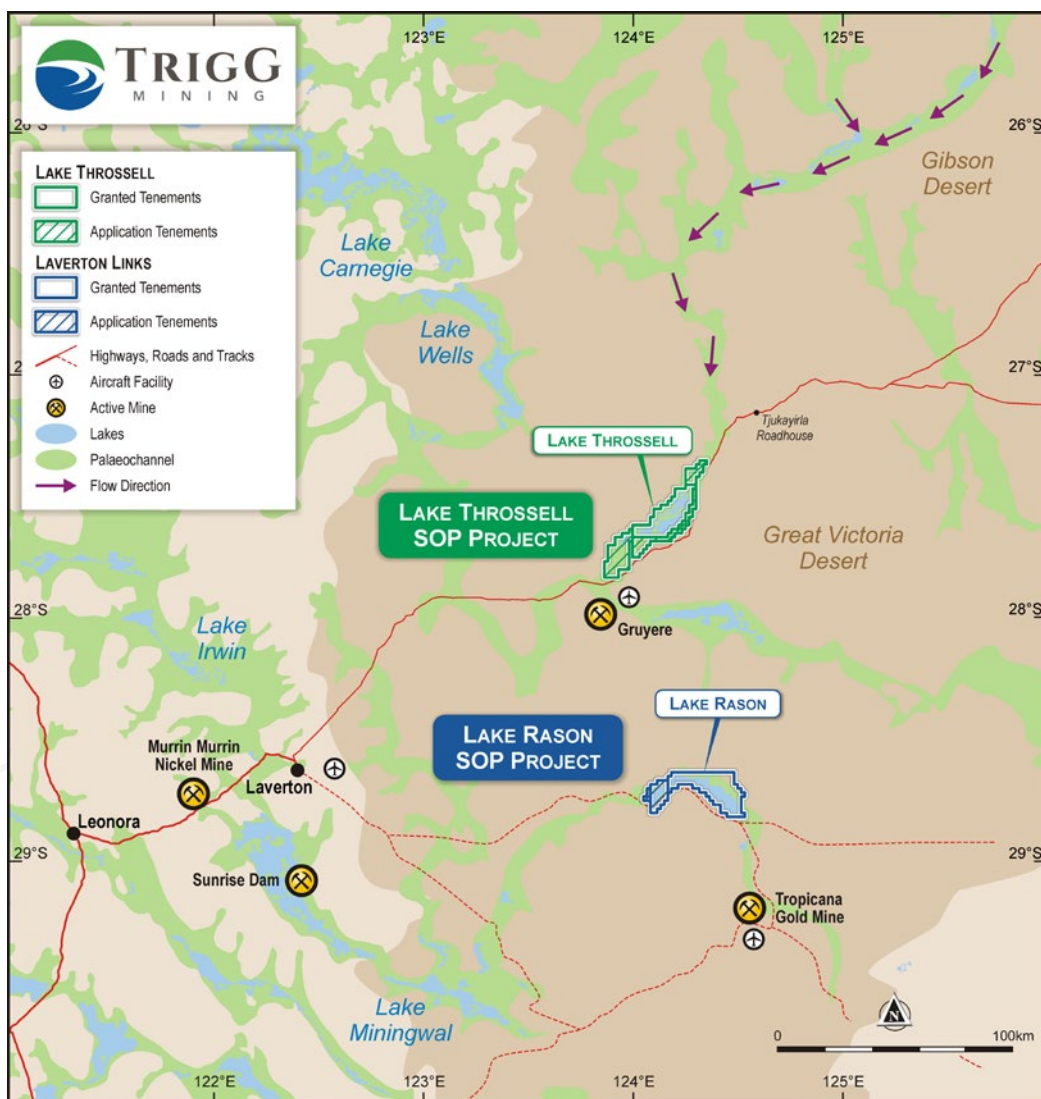 TRIGG
MINING
123°E
124°E
125°E
26°S
26°S
Gibson
Desert
LAKE THROSSELL
Granted Tenements
Application Tenements
LAVERTON LINKS
Granted Tenements
Application Tenements
Highways, Roads and Tracks
Aircraft Facility
Active Mine
Lakes
Palaeochannel
Flow Direction
Lake
Carnegie
Lake
Wells
27°S
Tjukayirla
Roadhouse
LAKE THROSSELL
LAKE THROSSELL
SOP PROJECT
Great Victoria
Desert
28°S
28°S
Gruyere
Lake
Irwin
LAKE RASON
LAKE RASON
SOP PROJECT
Murrin Murrin
Nickel Mine
Laverton
Leonora
29°S
29°S
Sunrise Dam
Tropicana
Gold Mine
Lake
Miningwal
N
0
100km
122°E
123°E
124°E
125°E